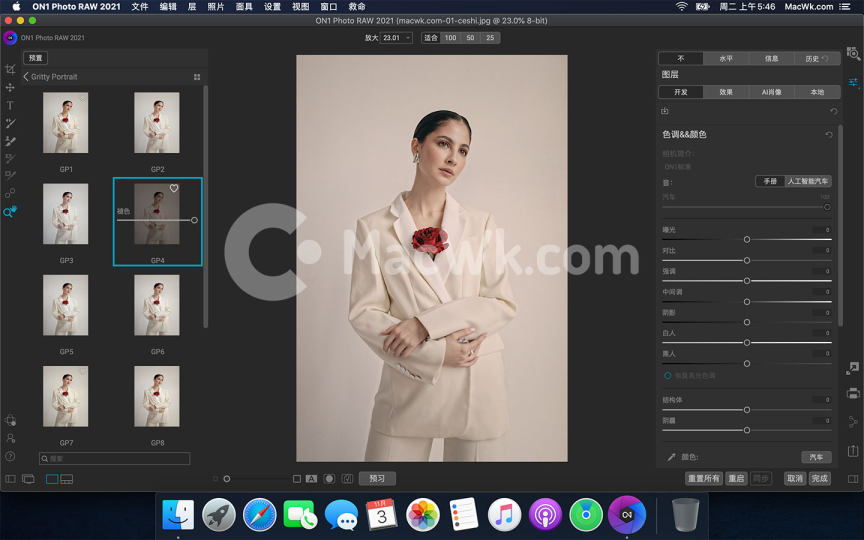 ON1 Photo RAW 2021 文件 编辑 层 照片 面具 设置 视图 窗口 救命
周二 上午 5:46 MacWk.com
ON1 Photo RAW 2021 (macwk.com-01-ceshi.jpg @ 23.0% 8-bit)
ON1 Photo RAW 2021
放大 23.01 适合 100 50 25
预置
Gritty Portrait
GP1 GP2
褪色
GP3 GP4
GP5 GP6
GP7 GP8
搜索
MacWk.com
不 水平 信息 历史
图层
开发 效果 AI肖像 本地
色调&&颜色
相机简介:
ON1标准
音: 手册 人工智能汽车
汽车 100
曝光 0
对比 0
强调 0
中间调 0
阴影 0
白人 0
黑人 0
恢复高光色调
结构体 0
阴霾 0
颜色: 汽车
A 预习
重置所有 重启 同步 取消 完成
11月
3